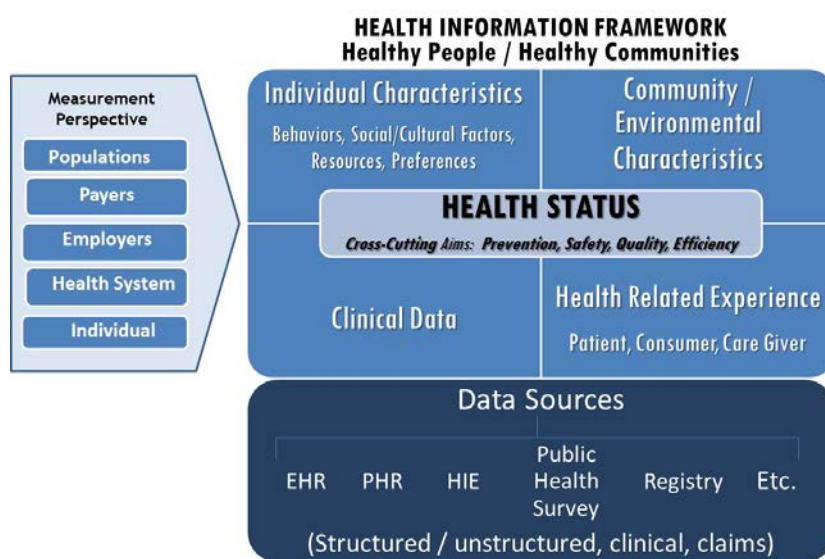 HEALTH INFORMATION FRAMEWORK
Healthy People / Healthy Communities
Measurement
Perspective
Populations
Payers
Employers
Health System
Individual
Individual Characteristics
Behaviors, Social/Cultural Factors,
Resources, Preferences
Community /
Environmental
Characteristics
HEALTH STATUS
Cross-Cutting Aims: Prevention, Safety, Quality, Efficiency
Clinical Data
Health Related Experience
Patient, Consumer, Care Giver
Data Sources
EHR
PHR
HIE
Public
Health
Survey
Registry
Etc.
(Structured / unstructured, clinical, claims)